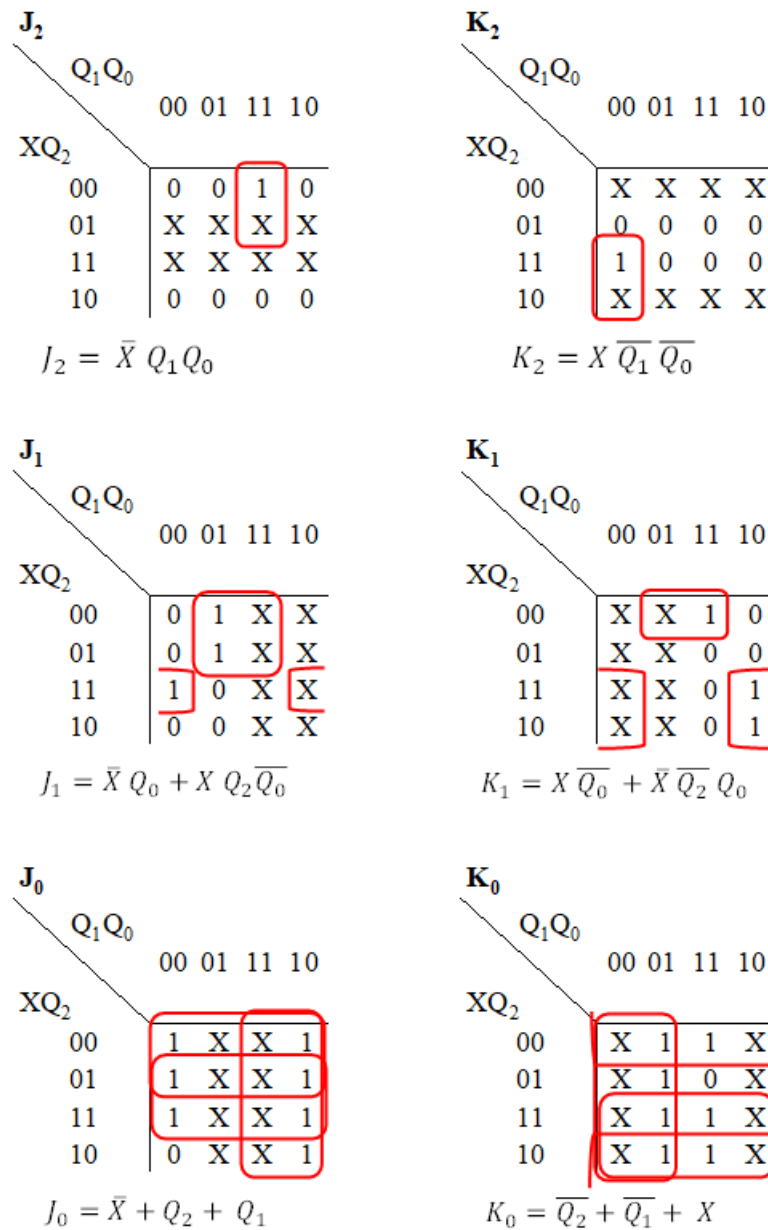 J₂ K₂
Q₁Q₀ Q₁Q₀
00 01 11 10 00 01 11 10
XQ₂ XQ₂
00 0 0 1 0 00 X X X X
01 X X X X 01 0 0 0 0
11 X X X X 11 1 0 0 0
10 0 0 0 0 10 X X X X
J₂ = X̄ Q₁Q₀ K₂ = X Q̅₁ Q̅₀
J₁ K₁
Q₁Q₀ Q₁Q₀
00 01 11 10 00 01 11 10
XQ₂ XQ₂
00 0 1 X X 00 X X 1 0
01 0 1 X X 01 X X 0 0
11 1 0 X X 11 X X 0 1
10 0 0 X X 10 X X 0 1
J₁ = X̄ Q₀ + X Q₂Q̅₀ K₁ = X Q̅₀ + X̄ Q̅₂ Q₀
J₀ K₀
Q₁Q₀ Q₁Q₀
00 01 11 10 00 01 11 10
XQ₂ XQ₂
00 1 X X 1 00 X 1 1 X
01 1 X X 1 01 X 1 0 X
11 1 X X 1 11 X 1 1 X
10 0 X X 1 10 X 1 1 X
J₀ = X̄ + Q₂ + Q₁ K₀ = Q̅₂ + Q̅₁ + X